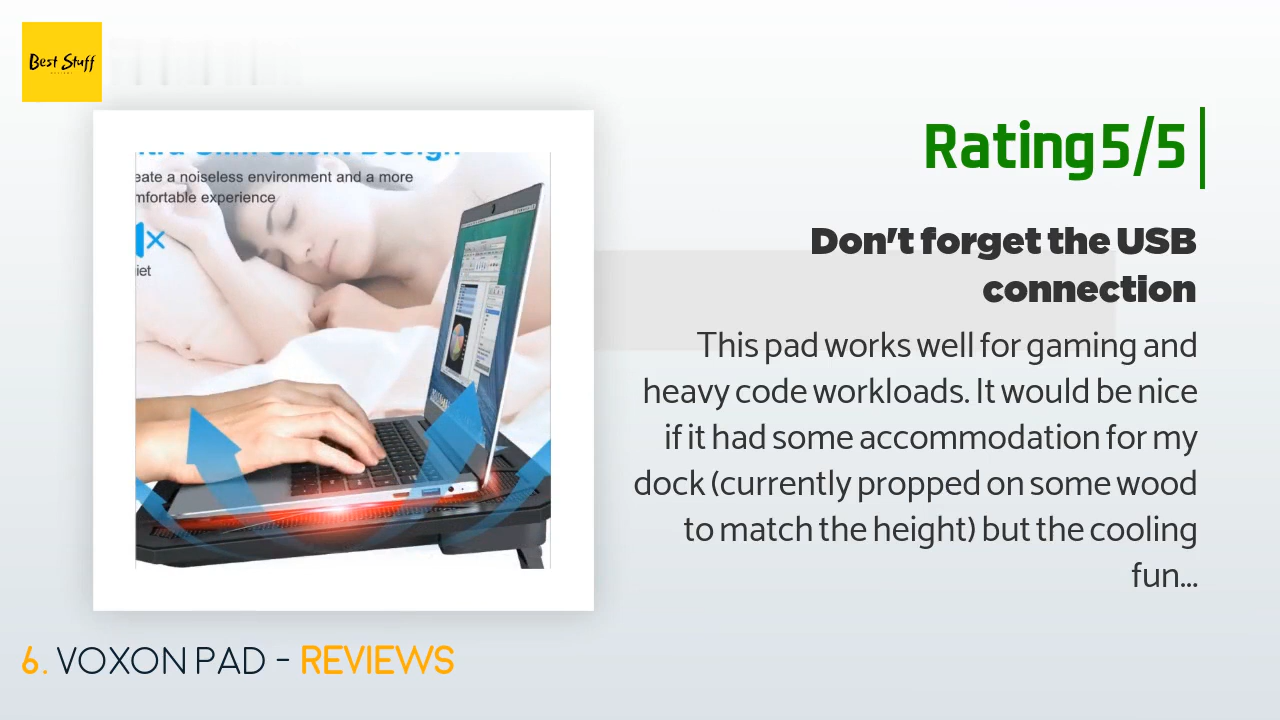 Best Stuff
Rating 5/5
eate a noiseless environment and a more
mfortable experience
iet
Don't forget the USB
connection
This pad works well for gaming and
heavy code workloads. It would be nice
if it had some accommodation for my
dock (currently propped on some wood
to match the height) but the cooling
fun...
6. VOXON PAD - REVIEWS